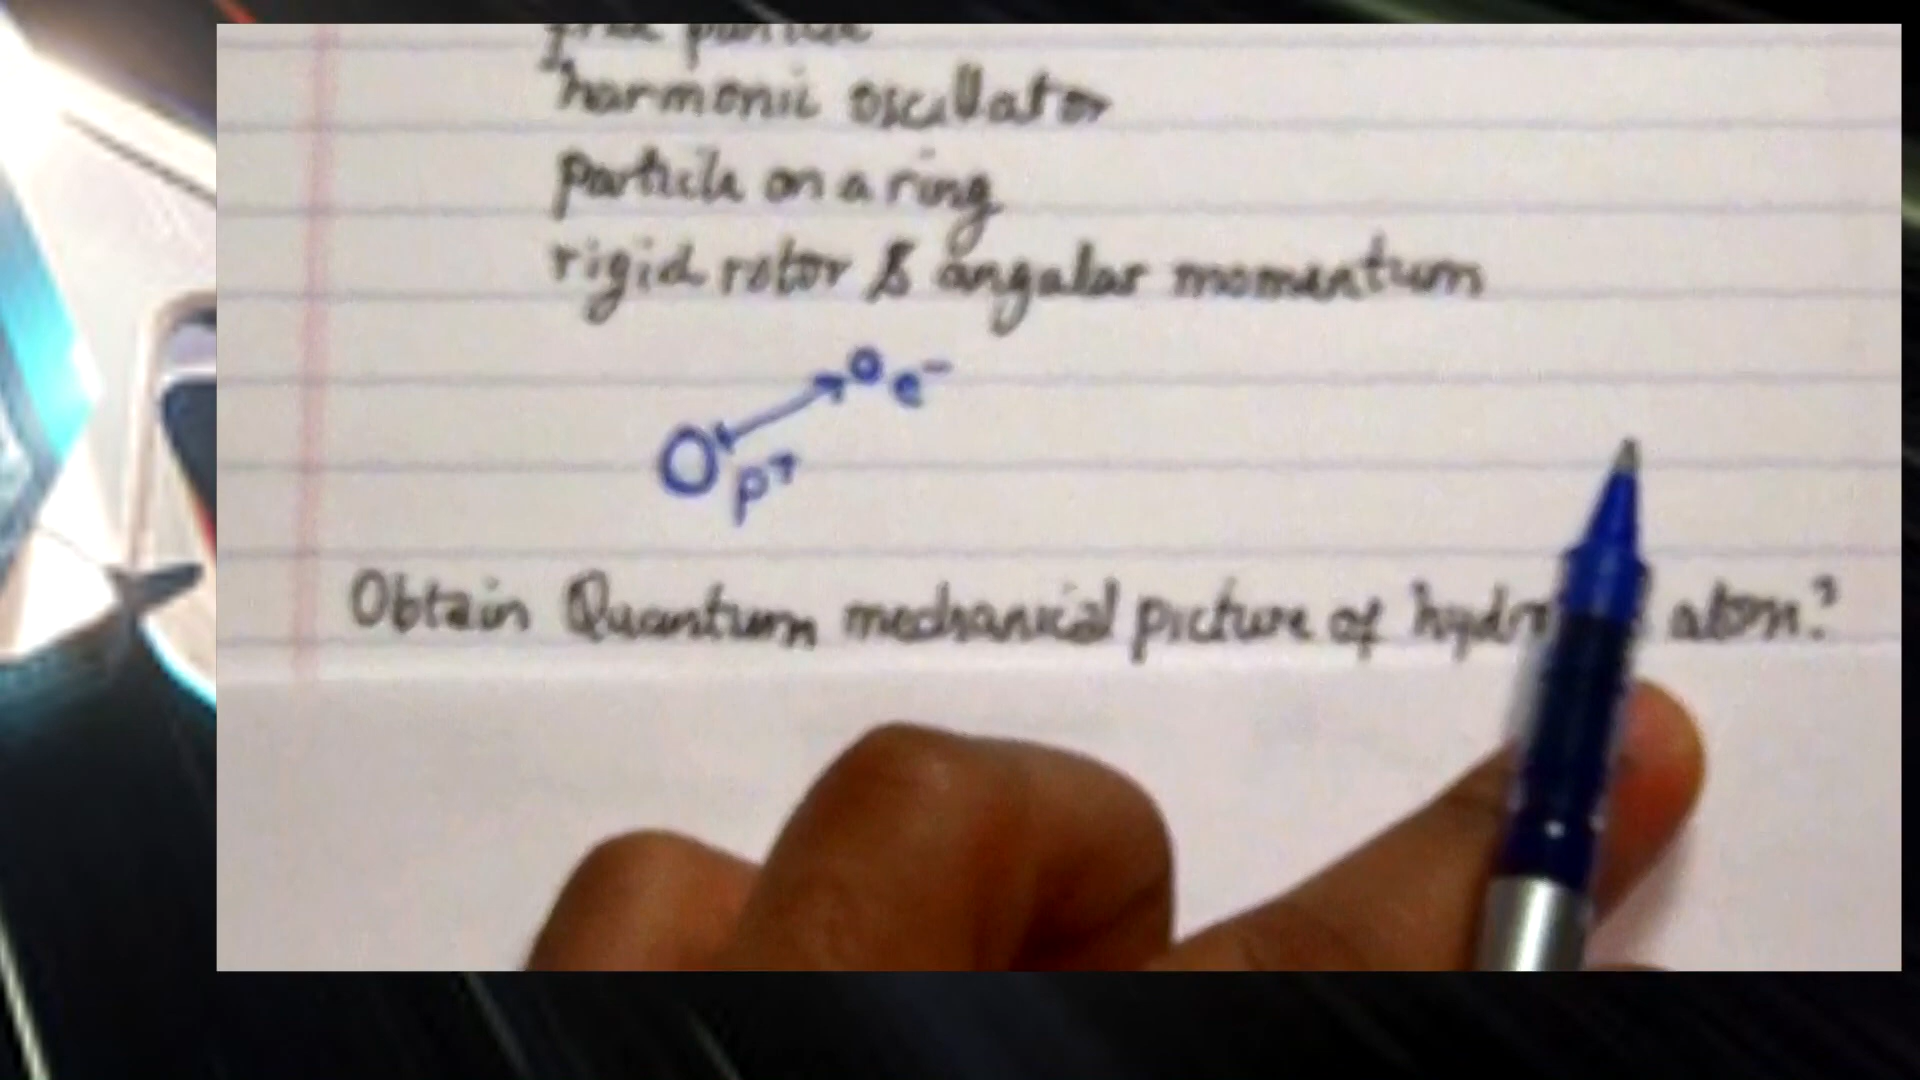 harmonic oscillator
particle on a ring
rigid rotor & angular momentum
e⁻
p⁺
Obtain Quantum mechanical picture of atom?